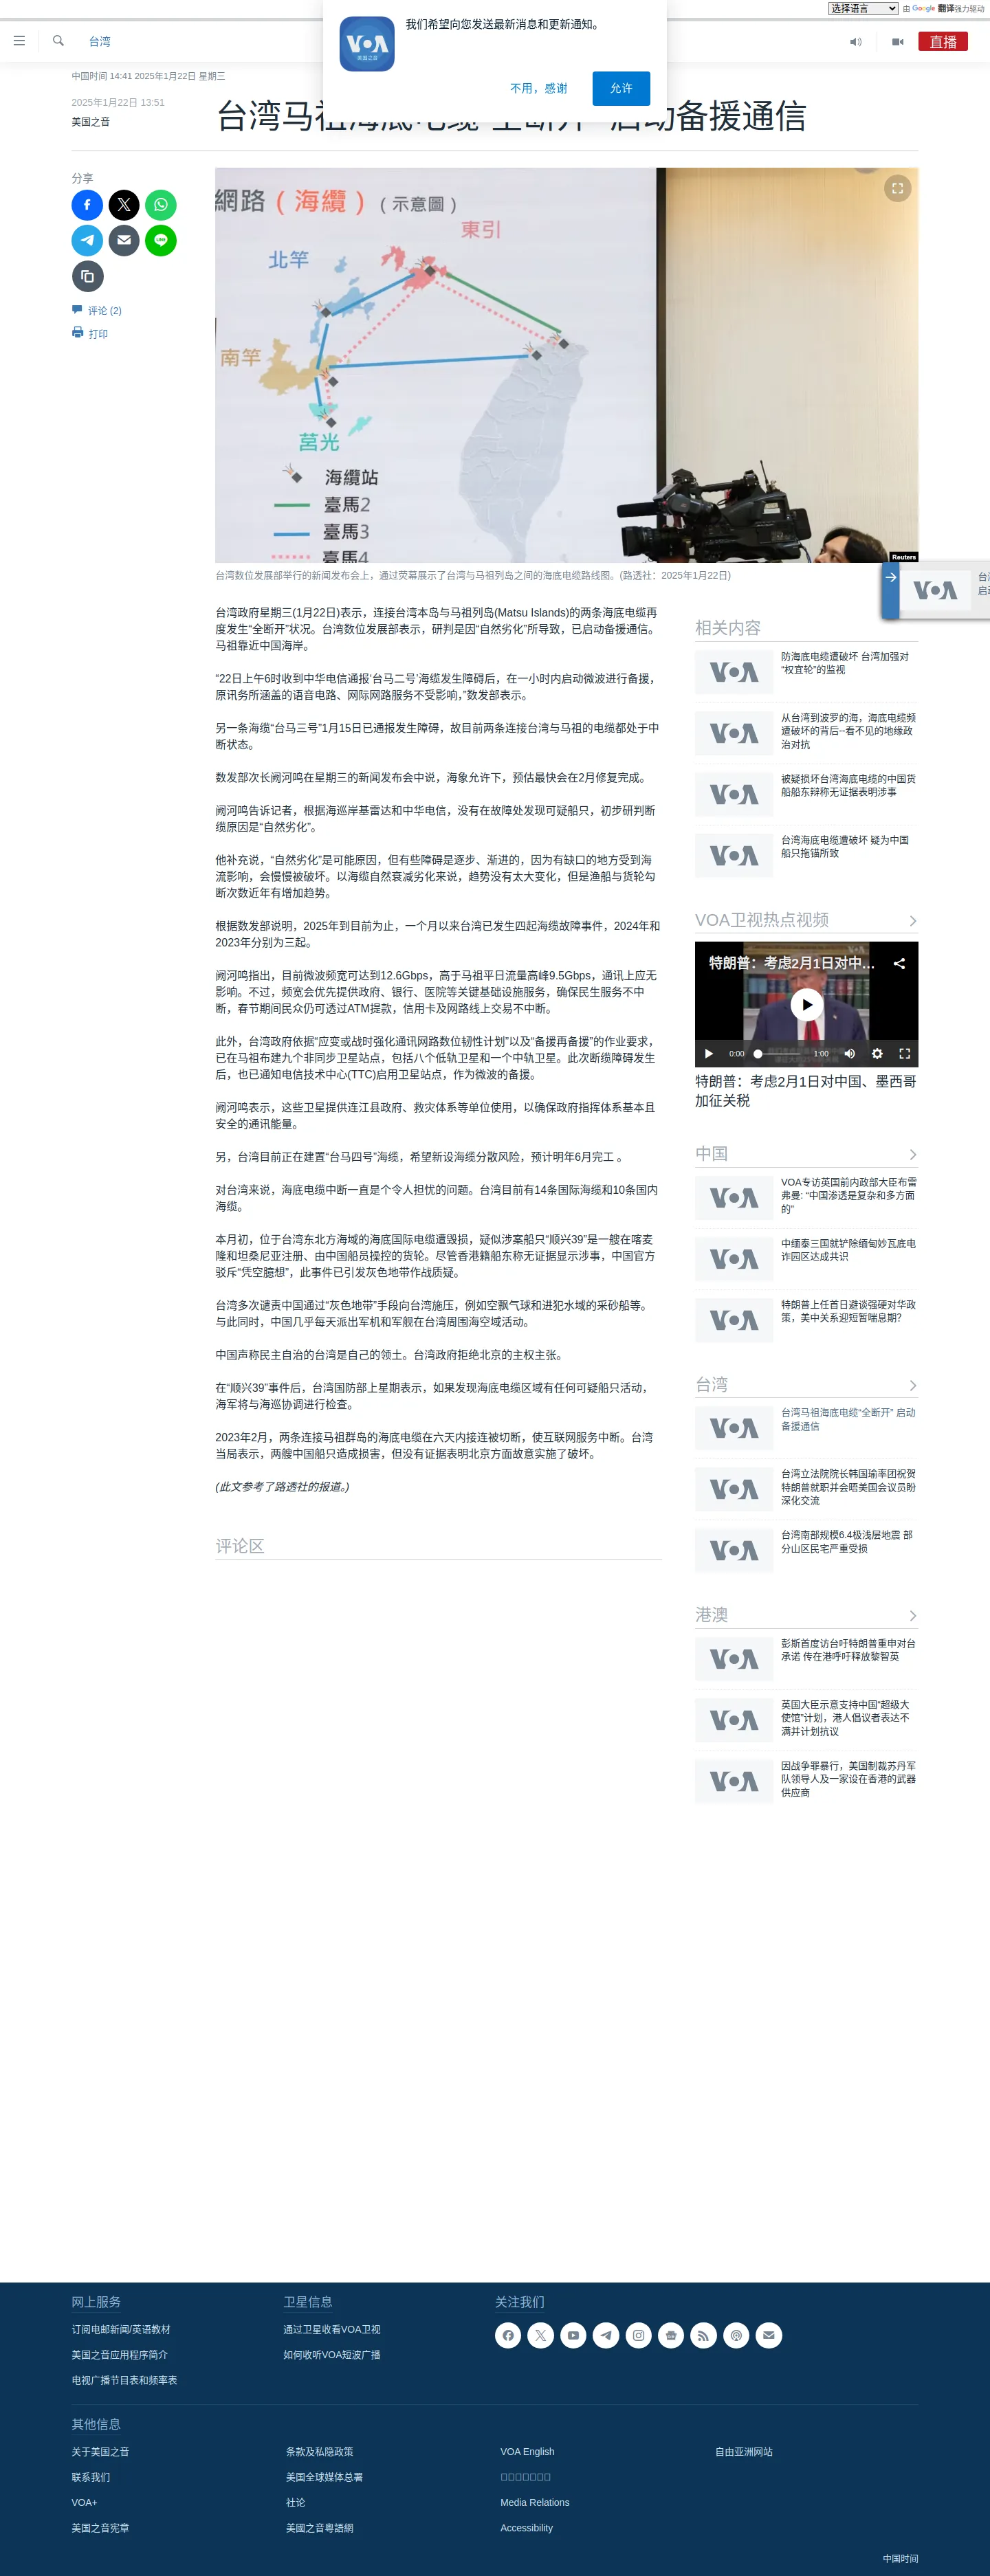 选择语言 由 Google 翻译强力驱动
我们希望向您发送最新消息和更新通知。
不用，感谢
允许
VOA
美国之音
台湾
直播
中国时间 14:41 2025年1月22日 星期三
2025年1月22日 13:51
美国之音
启动备援通信
分享
评论 (2)
打印
網路（海纜）(示意圖)
東引
北竿
南竿
莒光
海纜站
臺馬2
臺馬3
臺馬4
Reuters
台湾数位发展部举行的新闻发布会上，通过荧幕展示了台湾与马祖列岛之间的海底电缆路线图。(路透社：2025年1月22日)
台湾政府星期三(1月22日)表示，连接台湾本岛与马祖列岛(Matsu Islands)的两条海底电缆再
度发生“全断开”状况。台湾数位发展部表示，研判是因“自然劣化”所导致，已启动备援通信。
马祖靠近中国海岸。
“22日上午6时收到中华电信通报‘台马二号’海缆发生障碍后，在一小时内启动微波进行备援，
原讯务所涵盖的语音电路、网际网路服务不受影响，”数发部表示。
另一条海缆“台马三号”1月15日已通报发生障碍，故目前两条连接台湾与马祖的电缆都处于中
断状态。
数发部次长阙河鸣在星期三的新闻发布会中说，海象允许下，预估最快会在2月修复完成。
阙河鸣告诉记者，根据海巡岸基雷达和中华电信，没有在故障处发现可疑船只，初步研判断
缆原因是“自然劣化”。
他补充说，“自然劣化”是可能原因，但有些障碍是逐步、渐进的，因为有缺口的地方受到海
流影响，会慢慢被破坏。以海缆自然衰减劣化来说，趋势没有太大变化，但是渔船与货轮勾
断次数近年有增加趋势。
根据数发部说明，2025年到目前为止，一个月以来台湾已发生四起海缆故障事件，2024年和
2023年分别为三起。
阙河鸣指出，目前微波频宽可达到12.6Gbps，高于马祖平日流量高峰9.5Gbps，通讯上应无
影响。不过，频宽会优先提供政府、银行、医院等关键基础设施服务，确保民生服务不中
断，春节期间民众仍可透过ATM提款，信用卡及网路线上交易不中断。
此外，台湾政府依据“应变或战时强化通讯网路数位韧性计划”以及“备援再备援”的作业要求，
已在马祖布建九个非同步卫星站点，包括八个低轨卫星和一个中轨卫星。此次断缆障碍发生
后，也已通知电信技术中心(TTC)启用卫星站点，作为微波的备援。
阙河鸣表示，这些卫星提供连江县政府、救灾体系等单位使用，以确保政府指挥体系基本且
安全的通讯能量。
另，台湾目前正在建置“台马四号”海缆，希望新设海缆分散风险，预计明年6月完工 。
对台湾来说，海底电缆中断一直是个令人担忧的问题。台湾目前有14条国际海缆和10条国内
海缆。
本月初，位于台湾东北方海域的海底国际电缆遭毁损，疑似涉案船只“顺兴39”是一艘在喀麦
隆和坦桑尼亚注册、由中国船员操控的货轮。尽管香港籍船东称无证据显示涉事，中国官方
驳斥“凭空臆想”，此事件已引发灰色地带作战质疑。
台湾多次谴责中国通过“灰色地带”手段向台湾施压，例如空飘气球和进犯水域的采砂船等。
与此同时，中国几乎每天派出军机和军舰在台湾周围海空域活动。
中国声称民主自治的台湾是自己的领土。台湾政府拒绝北京的主权主张。
在“顺兴39”事件后，台湾国防部上星期表示，如果发现海底电缆区域有任何可疑船只活动，
海军将与海巡协调进行检查。
2023年2月，两条连接马祖群岛的海底电缆在六天内接连被切断，使互联网服务中断。台湾
当局表示，两艘中国船只造成损害，但没有证据表明北京方面故意实施了破坏。
(此文参考了路透社的报道。)
评论区
VOA
相关内容
VOA
防海底电缆遭破坏 台湾加强对
“权宜轮”的监视
VOA
从台湾到波罗的海，海底电缆频
遭破坏的背后--看不见的地缘政
治对抗
VOA
被疑损坏台湾海底电缆的中国货
船船东辩称无证据表明涉事
VOA
台湾海底电缆遭破坏 疑为中国
船只拖锚所致
VOA卫视热点视频
特朗普：考虑2月1日对中...
0:00
1:00
特朗普：考虑2月1日对中国、墨西哥
加征关税
中国
VOA
VOA专访英国前内政部大臣布雷
弗曼: “中国渗透是复杂和多方面
的”
VOA
中缅泰三国就铲除缅甸妙瓦底电
诈园区达成共识
VOA
特朗普上任首日避谈强硬对华政
策，美中关系迎短暂喘息期？
台湾
VOA
台湾马祖海底电缆“全断开” 启动
备援通信
VOA
台湾立法院院长韩国瑜率团祝贺
特朗普就职并会晤美国会议员盼
深化交流
VOA
台湾南部规模6.4极浅层地震 部
分山区民宅严重受损
港澳
VOA
彭斯首度访台吁特朗普重申对台
承诺 传在港呼吁释放黎智英
VOA
英国大臣示意支持中国“超级大
使馆”计划，港人倡议者表达不
满并计划抗议
VOA
因战争罪暴行，美国制裁苏丹军
队领导人及一家设在香港的武器
供应商
网上服务
订阅电邮新闻/英语教材
美国之音应用程序简介
电视广播节目表和频率表
卫星信息
通过卫星收看VOA卫视
如何收听VOA短波广播
关注我们
其他信息
关于美国之音
联系我们
VOA+
美国之音宪章
条款及私隐政策
美国全球媒体总署
社论
美國之音粵語網
VOA English
Media Relations
Accessibility
自由亚洲网站
中国时间